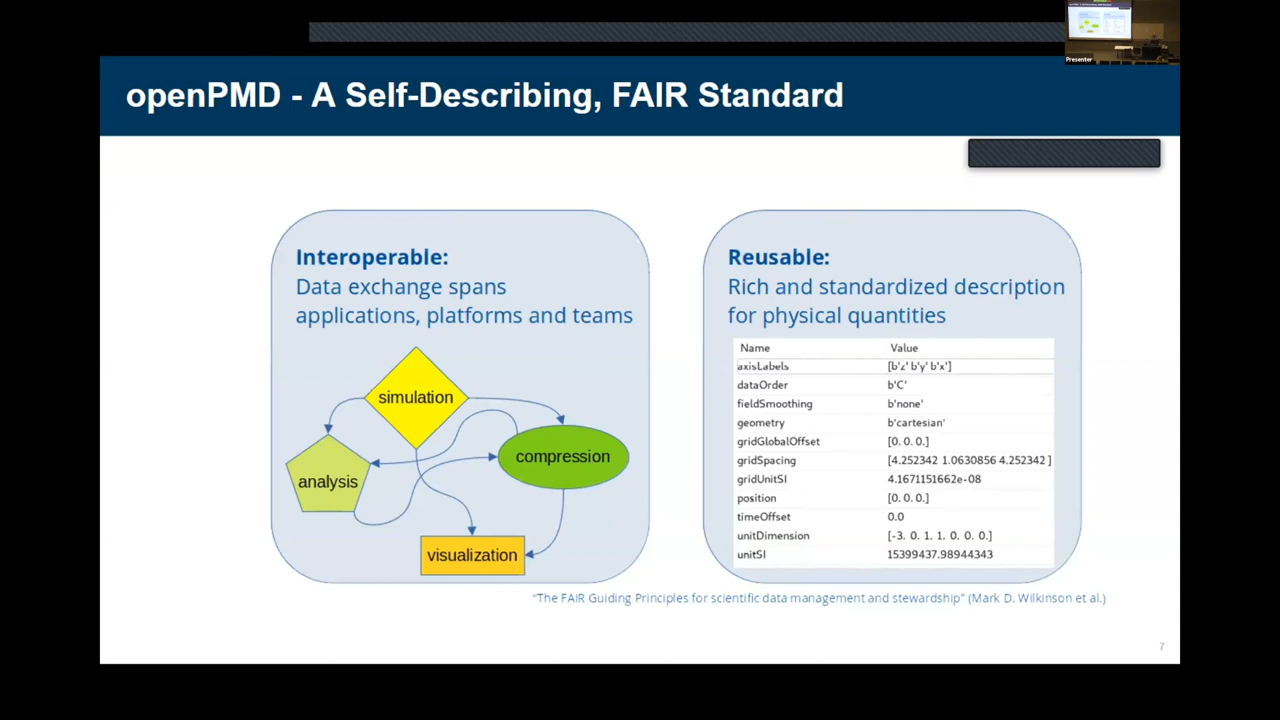 Presenter
openPMD - A Self-Describing, FAIR Standard
Interoperable:
Data exchange spans
applications, platforms and teams
simulation
compression
analysis
visualization
Reusable:
Rich and standardized description
for physical quantities
Name Value
axisLabels [b'z' b'y' b'x']
dataOrder b'C'
fieldSmoothing b'none'
geometry b'cartesian'
gridGlobalOffset [0. 0. 0.]
gridSpacing [4.252342 1.0630856 4.252342 ]
gridUnitSI 4.1671151662e-08
position [0. 0. 0.]
timeOffset 0.0
unitDimension [-3. 0. 1. 1. 0. 0. 0.]
unitSI 15399437.98944343
"The FAIR Guiding Principles for scientific data management and stewardship" (Mark D. Wilkinson et al.)
7